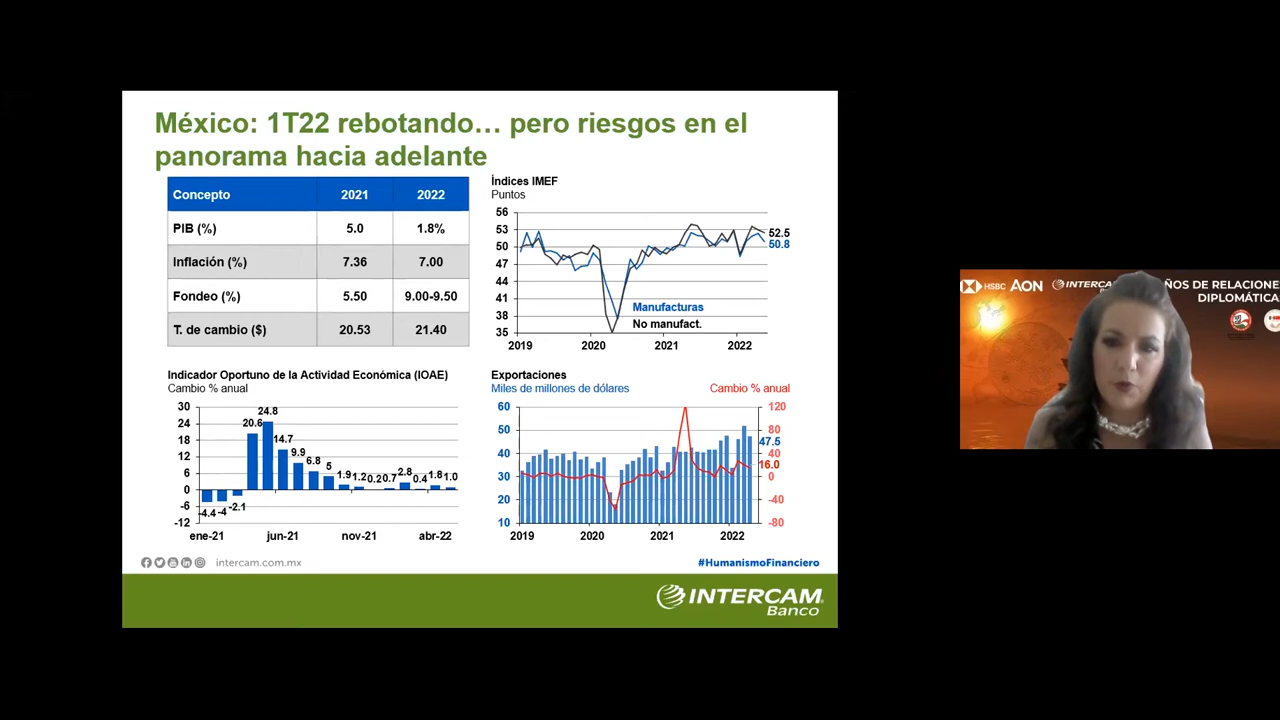 México: 1T22 rebotando… pero riesgos en el
panorama hacia adelante
Concepto 2021 2022
PIB (%) 5.0 1.8%
Inflación (%) 7.36 7.00
Fondeo (%) 5.50 9.00-9.50
T. de cambio ($) 20.53 21.40
Índices IMEF
Puntos
56
53
50
47
44
41
38
35
52.5
50.8
Manufacturas
No manufact.
2019 2020 2021 2022
Indicador Oportuno de la Actividad Económica (IOAE)
Cambio % anual
30
24
18
12
6
0
-6
-12
-4.4 -4 -2.1 20.6 24.8 14.7 9.9 6.8 5 1.9 1.2 0.2 0.7 2.8 0.4 1.8 1.0
ene-21 jun-21 nov-21 abr-22
Exportaciones
Miles de millones de dólares Cambio % anual
60
50
40
30
20
10
120
80
40
0
-40
-80
47.5
16.0
2019 2020 2021 2022
intercam.com.mx
#HumanismoFinanciero
INTERCAM
Banco
HSBC AON INTERCAM
ÑOS DE RELACIONE
DIPLOMÁTICA